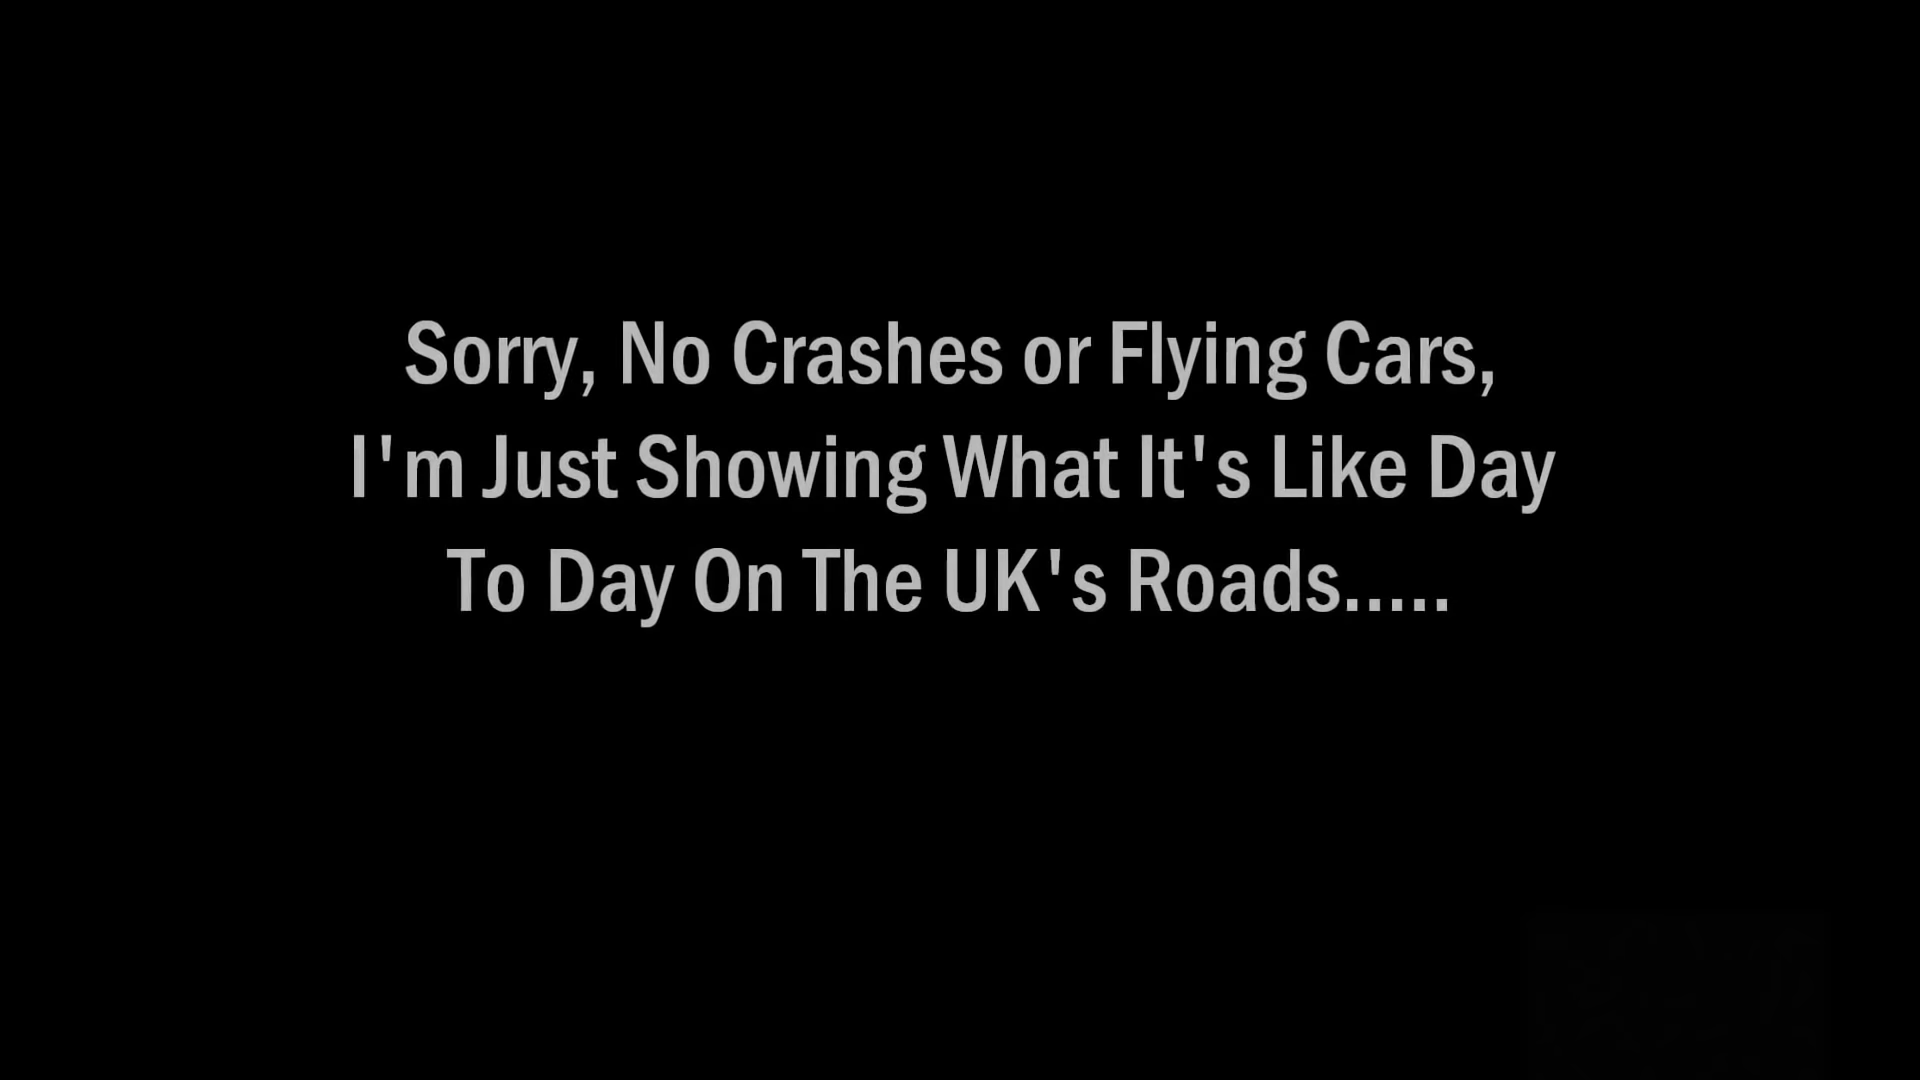 Sorry, No Crashes or Flying Cars,
I'm Just Showing What It's Like Day
To Day On The UK's Roads.....